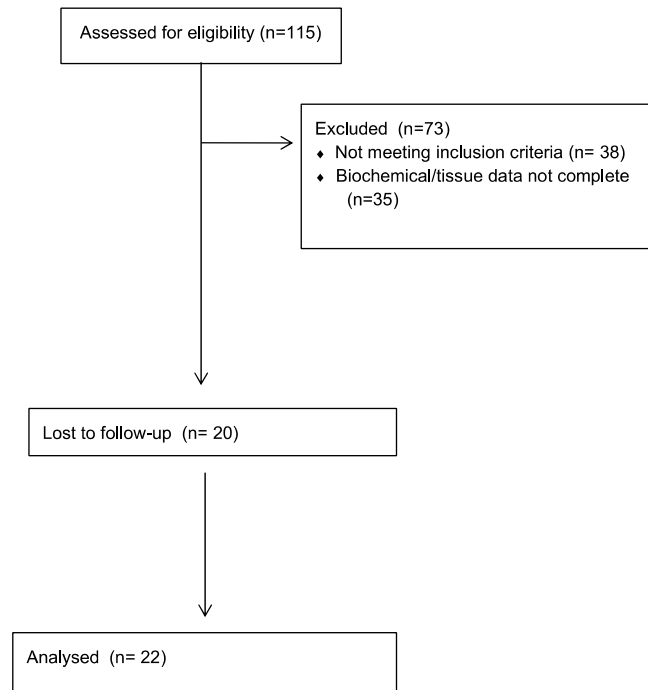 Assessed for eligibility (n=115)
Excluded (n=73)
♦ Not meeting inclusion criteria (n= 38)
♦ Biochemical/tissue data not complete
(n=35)
Lost to follow-up (n= 20)
Analysed (n= 22)